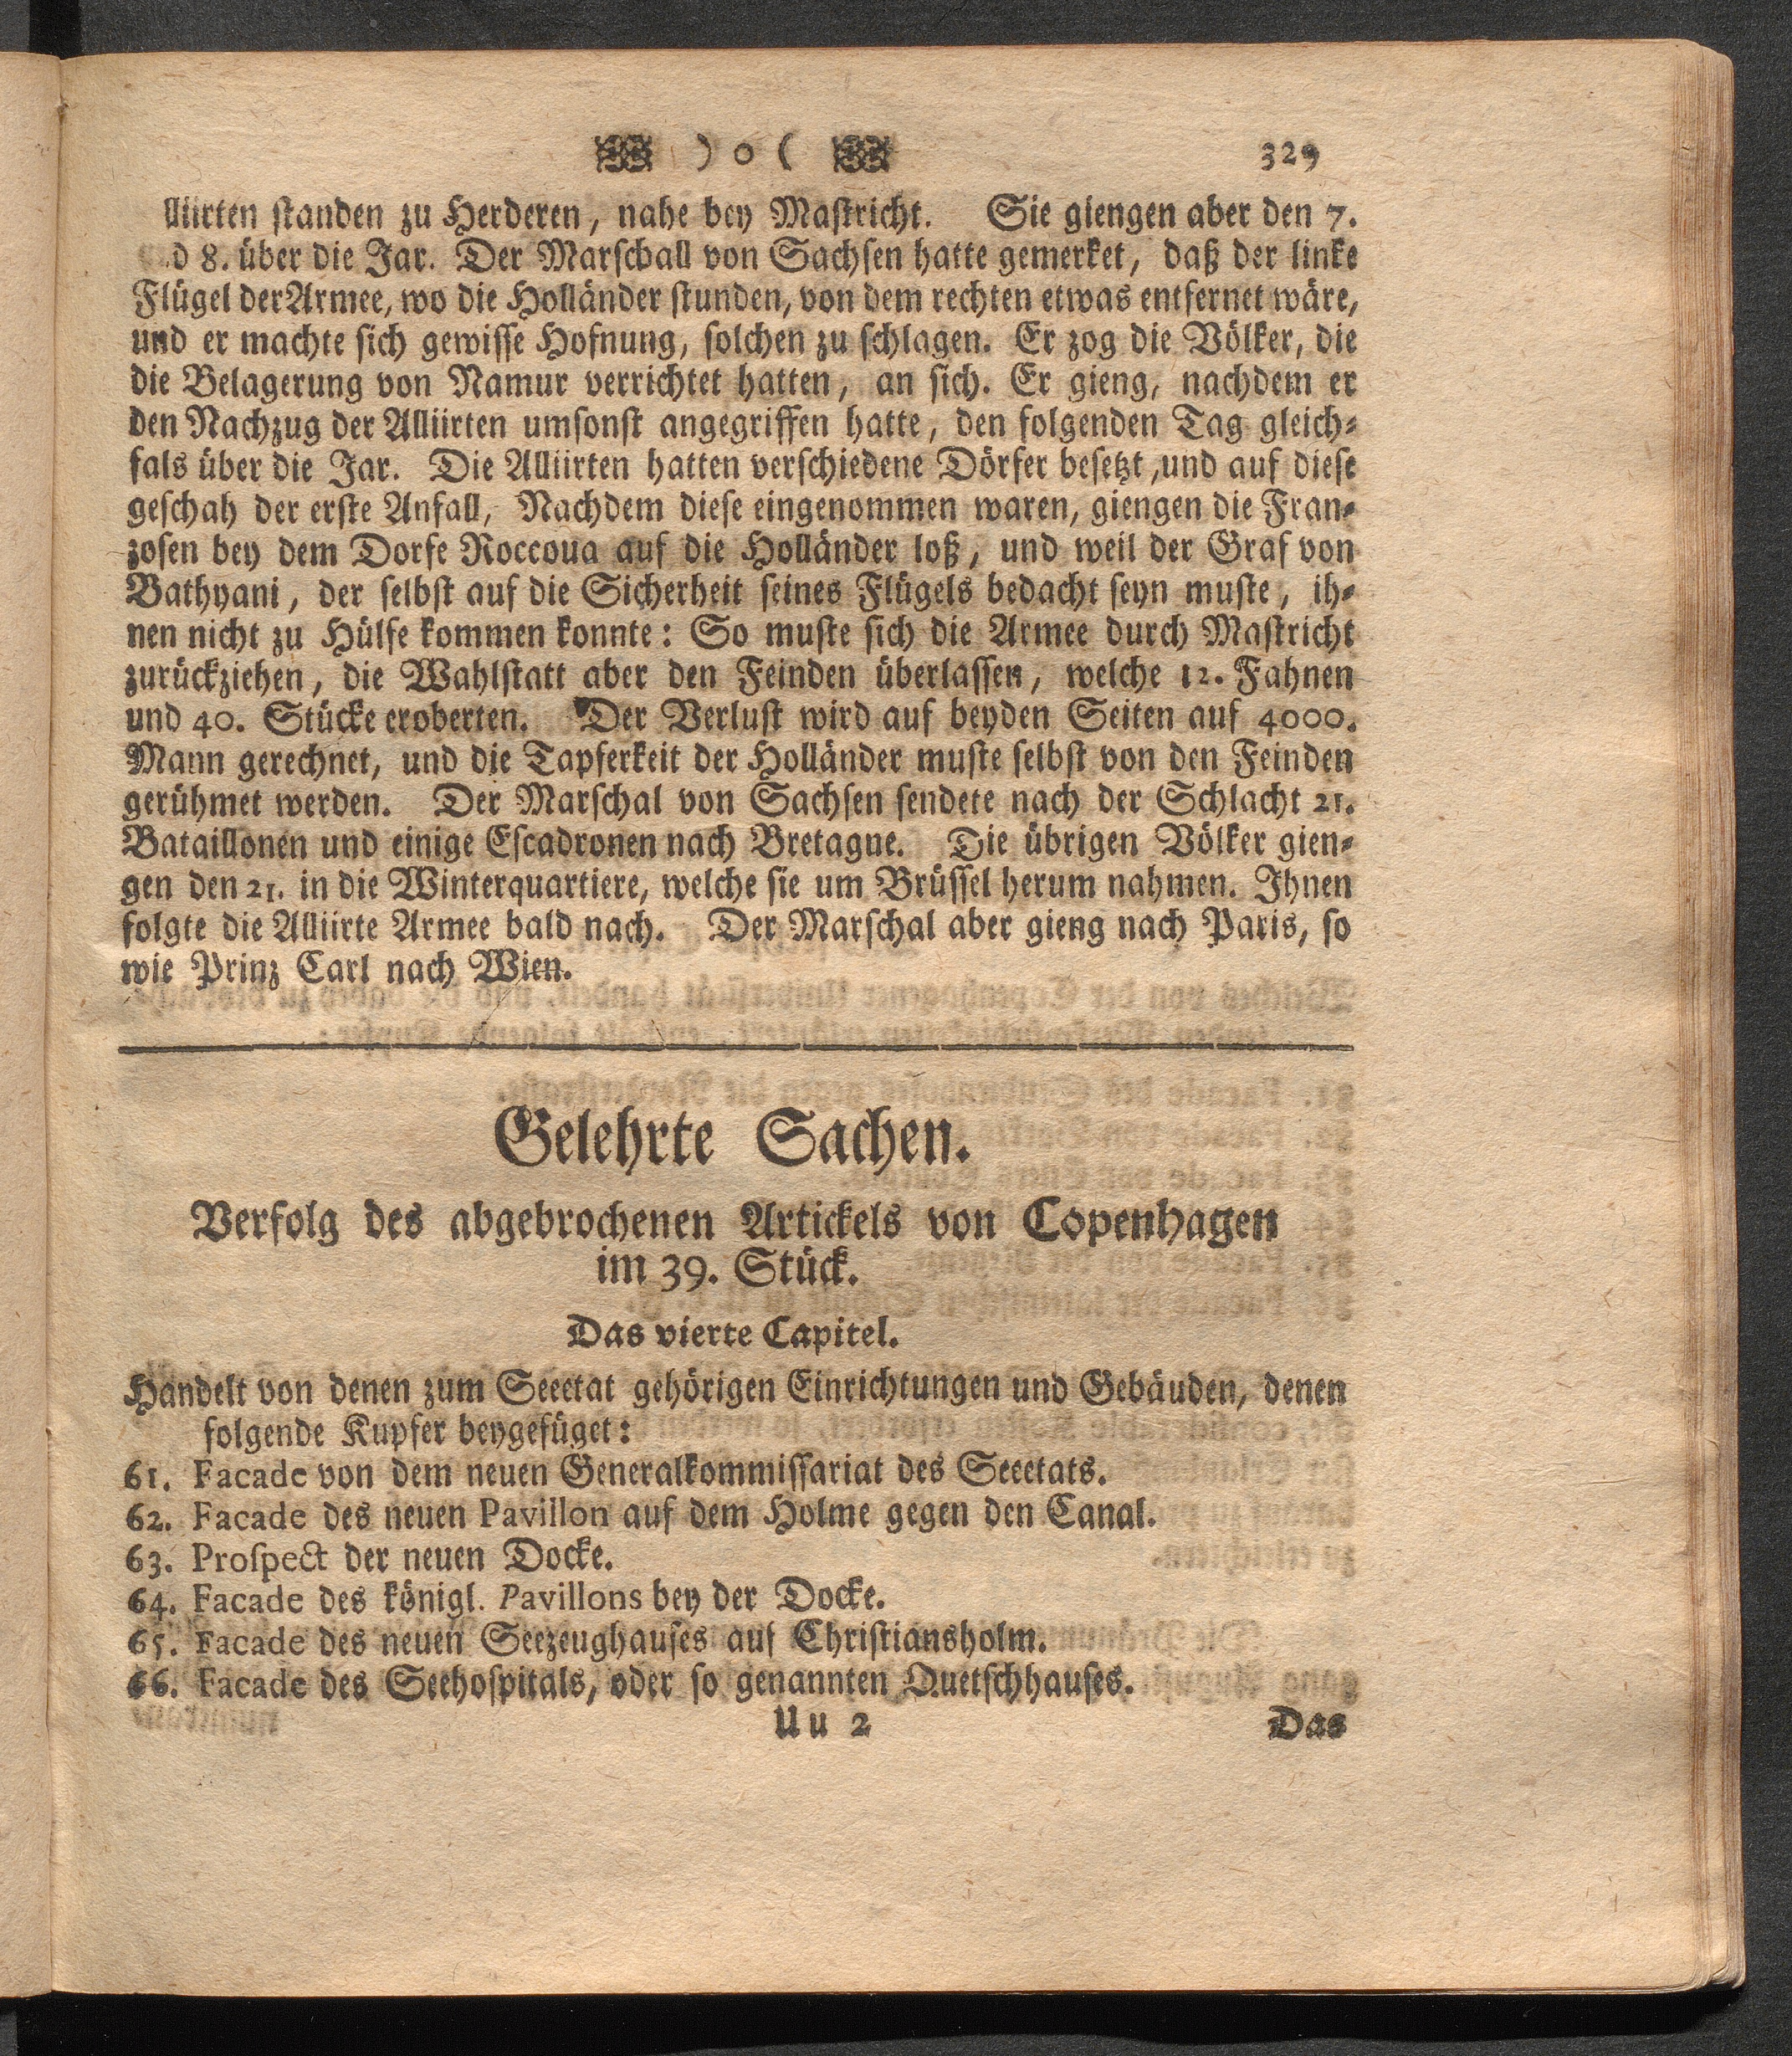 ) o ( 329
lliirten standen zu Herderen, nahe bey Mastricht. Sie giengen aber den 7.
d 8. über die Jar. Der Marschall von Sachsen hatte gemerket, daß der linke
Flügel der Armee, wo die Holländer stunden, von dem rechten etwas entfernet wäre,
und er machte sich gewisse Hofnung, solchen zu schlagen. Er zog die Völker, die
die Belagerung von Namur verrichtet hatten, an sich. Er gieng, nachdem er
den Nachzug der Alliirten umsonst angegriffen hatte, den folgenden Tag gleich-
fals über die Jar. Die Alliirten hatten verschiedene Dörfer besetzt, und auf diese
geschah der erste Anfall, Nachdem diese eingenommen waren, giengen die Fran-
zosen bey dem Dorfe Roccoua auf die Holländer loß, und weil der Graf von
Bathyani, der selbst auf die Sicherheit seines Flügels bedacht seyn muste, ih-
nen nicht zu Hülfe kommen konnte: So muste sich die Armee durch Mastricht
zurückziehen, die Wahlstatt aber den Feinden überlassen, welche 12. Fahnen
und 40. Stücke eroberten. Der Verlust wird auf beyden Seiten auf 4000.
Mann gerechnet, und die Tapferkeit der Holländer muste selbst von den Feinden
gerühmet werden. Der Marschal von Sachsen sendete nach der Schlacht 21.
Bataillonen und einige Escadronen nach Bretagne. Die übrigen Völker gien-
gen den 21. in die Winterquartiere, welche sie um Brüssel herum nahmen. Ihnen
folgte die Alliirte Armee bald nach. Der Marschal aber gieng nach Paris, so
wie Prinz Carl nach Wien.
Gelehrte Sachen.
Verfolg des abgebrochenen Artickels von Copenhagen
im 39. Stück.
Das vierte Capitel.
Handelt von denen zum Seeetat gehörigen Einrichtungen und Gebäuden, denen
folgende Kupfer beygefüget:
61. Facade von dem neuen Generalkommissariat des Seeetats.
62. Facade des neuen Pavillon auf dem Holme gegen den Canal.
63. Prospect der neuen Docke.
64. Facade des königl. Pavillons bey der Docke.
65. Facade des neuen Seezeughauses auf Christiansholm.
66. Facade des Seehospitals, oder so genannten Quetschhauses.
Uu 2 Das